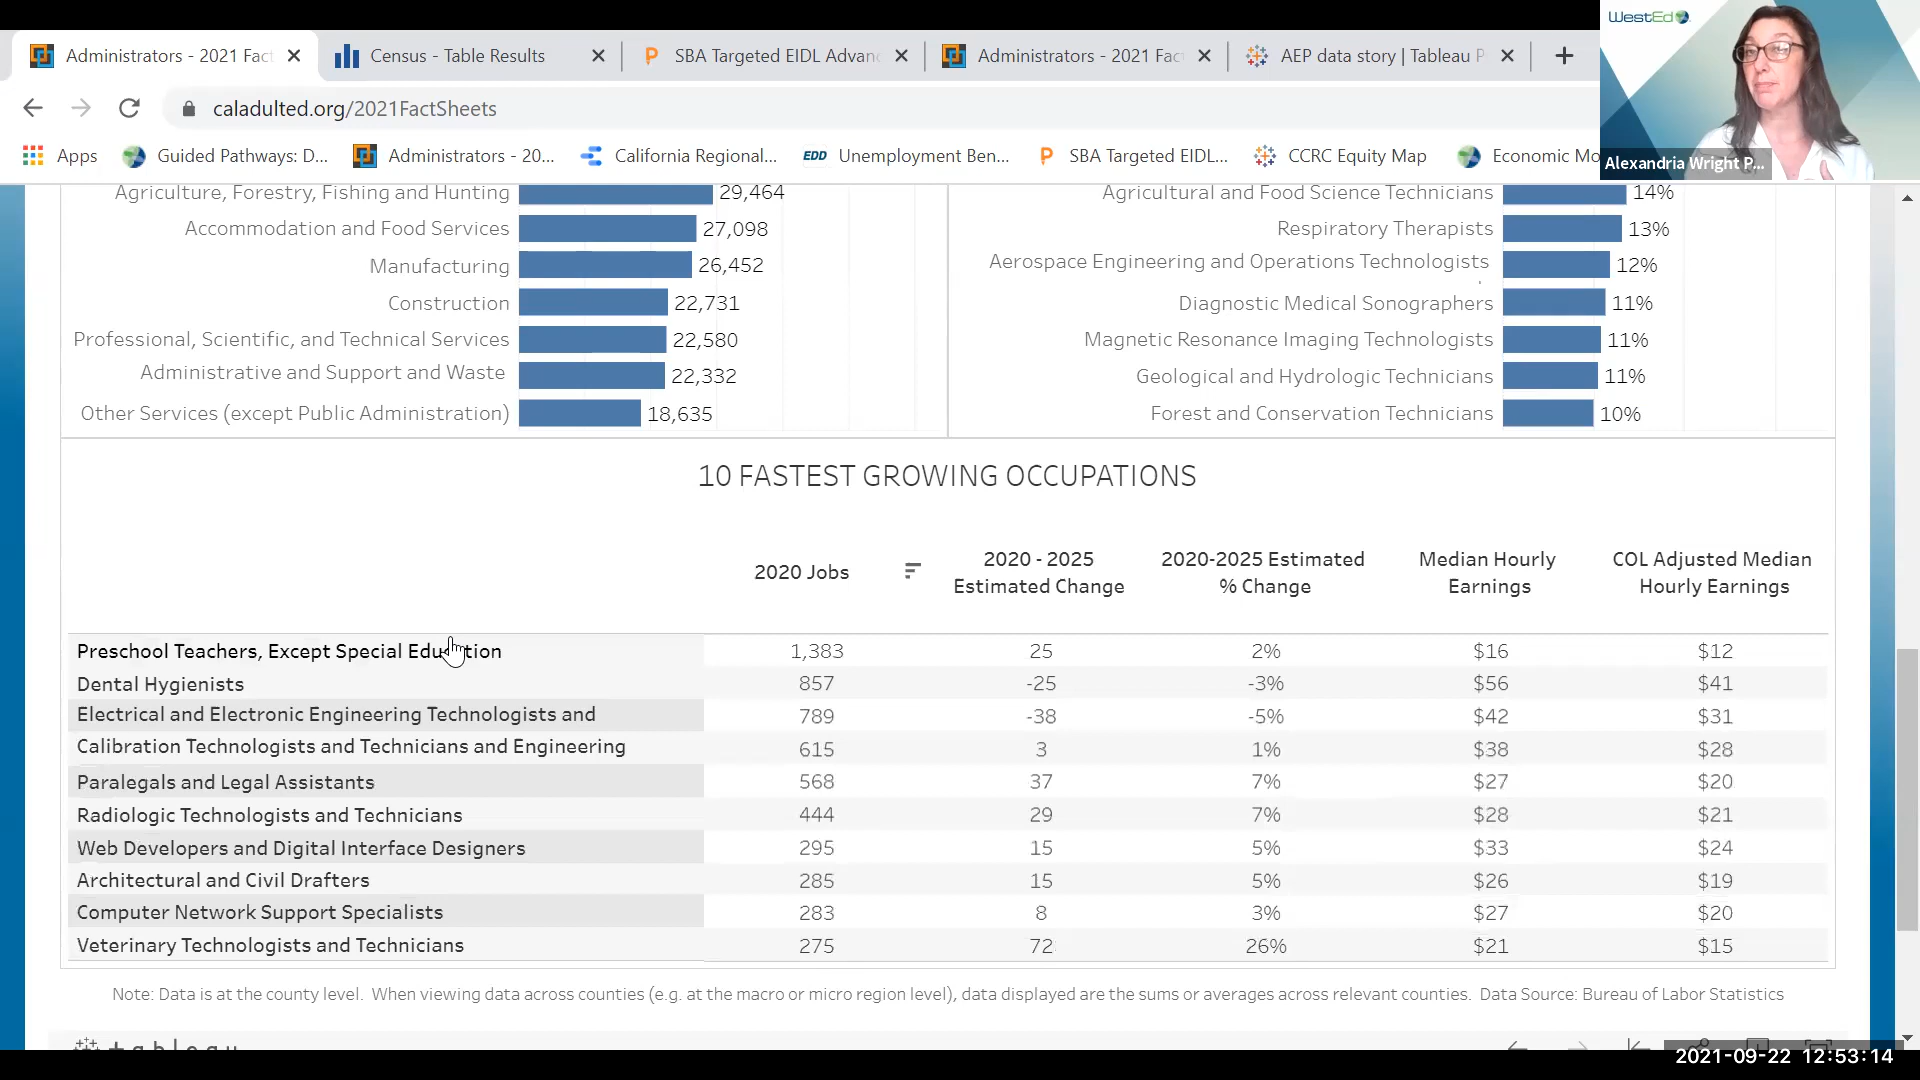 WestEd
Administrators - 2021 Fact
Census - Table Results
SBA Targeted EIDL Advanc
Administrators - 2021 Fac
AEP data story | Tableau P
caladulted.org/2021FactSheets
Apps
Guided Pathways: D...
Administrators - 20...
California Regional...
EDD Unemployment Ben...
SBA Targeted EIDL...
CCRC Equity Map
Economic Mo
Alexandria Wright P...
Agriculture, Forestry, Fishing and Hunting 29,464
Accommodation and Food Services 27,098
Manufacturing 26,452
Construction 22,731
Professional, Scientific, and Technical Services 22,580
Administrative and Support and Waste 22,332
Other Services (except Public Administration) 18,635
Agricultural and Food Science Technicians 14%
Respiratory Therapists 13%
Aerospace Engineering and Operations Technologists 12%
Diagnostic Medical Sonographers 11%
Magnetic Resonance Imaging Technologists 11%
Geological and Hydrologic Technicians 11%
Forest and Conservation Technicians 10%
10 FASTEST GROWING OCCUPATIONS
2020 Jobs
2020 - 2025
Estimated Change
2020-2025 Estimated
% Change
Median Hourly
Earnings
COL Adjusted Median
Hourly Earnings
Preschool Teachers, Except Special Education 1,383 25 2% $16 $12
Dental Hygienists 857 -25 -3% $56 $41
Electrical and Electronic Engineering Technologists and 789 -38 -5% $42 $31
Calibration Technologists and Technicians and Engineering 615 3 1% $38 $28
Paralegals and Legal Assistants 568 37 7% $27 $20
Radiologic Technologists and Technicians 444 29 7% $28 $21
Web Developers and Digital Interface Designers 295 15 5% $33 $24
Architectural and Civil Drafters 285 15 5% $26 $19
Computer Network Support Specialists 283 8 3% $27 $20
Veterinary Technologists and Technicians 275 72 26% $21 $15
Note: Data is at the county level. When viewing data across counties (e.g. at the macro or micro region level), data displayed are the sums or averages across relevant counties. Data Source: Bureau of Labor Statistics
tableau
2021-09-22 12:53:14